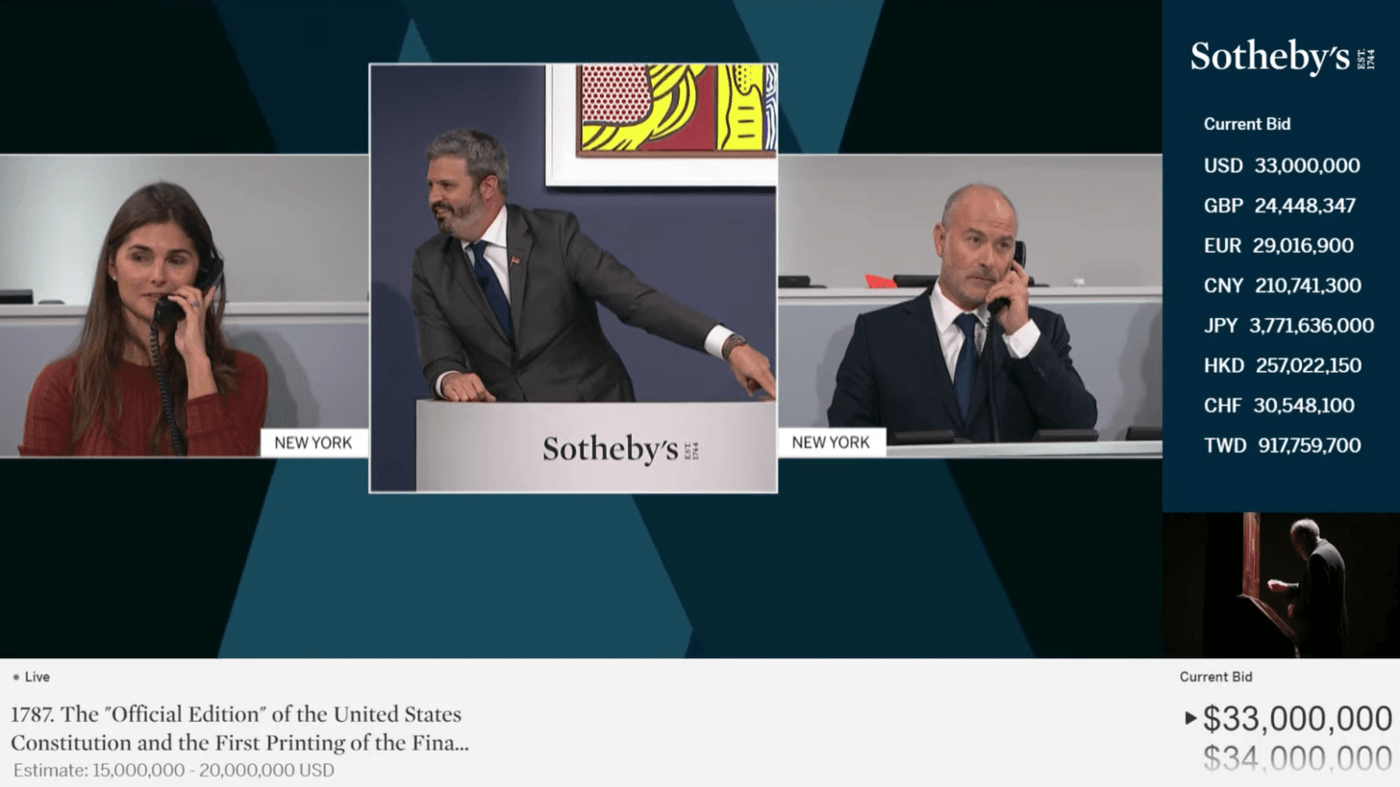 Sotheby's EST. 1744
Current Bid
USD 33,000,000
GBP 24,448,347
EUR 29,016,900
CNY 210,741,300
JPY 3,771,636,000
HKD 257,022,150
CHF 30,548,100
TWD 917,759,700
NEW YORK
Sotheby's EST. 1744
NEW YORK
• Live
1787. The "Official Edition" of the United States
Constitution and the First Printing of the Fina...
Estimate: 15,000,000 - 20,000,000 USD
Current Bid
$33,000,000
$34,000,000